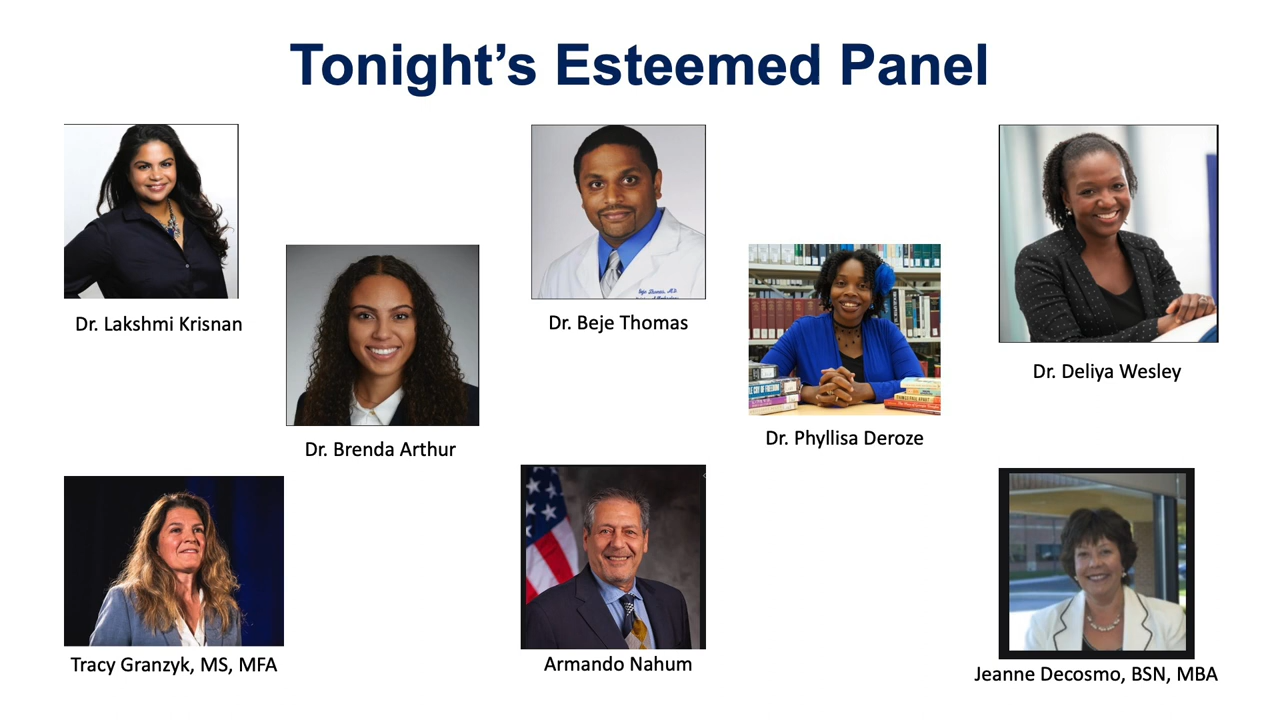 Tonight’s Esteemed Panel
Dr. Lakshmi Krisnan
Dr. Beje Thomas
Dr. Deliya Wesley
Dr. Brenda Arthur
Dr. Phyllisa Deroze
Tracy Granzyk, MS, MFA
Armando Nahum
Jeanne Decosmo, BSN, MBA